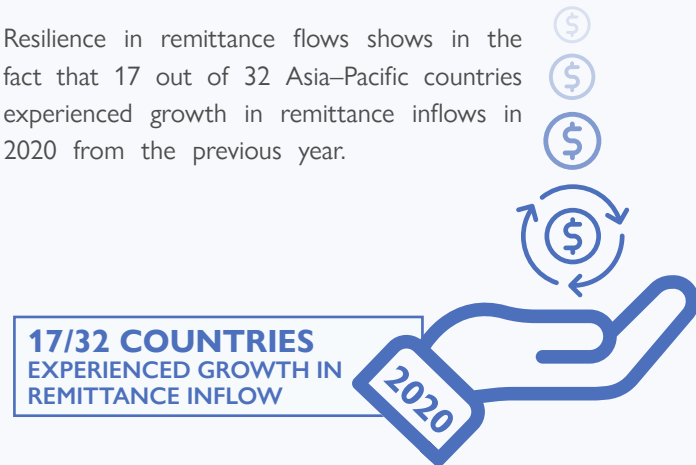 Resilience in remittance flows shows in the
fact that 17 out of 32 Asia–Pacific countries
experienced growth in remittance inflows in
2020 from the previous year.
$
$
$
$
17/32 COUNTRIES
EXPERIENCED GROWTH IN
REMITTANCE INFLOW
2020